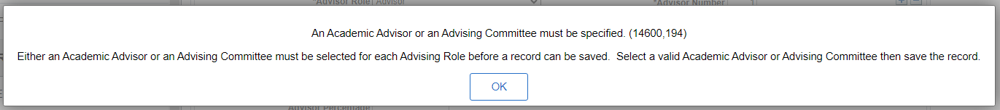 *Advisor Role Advisor *Advisor Number 1
An Academic Advisor or an Advising Committee must be specified. (14600,194)
Either an Academic Advisor or an Advising Committee must be selected for each Advising Role before a record can be saved.  Select a valid Academic Advisor or Advising Committee then save the record.
OK
Advisor Percentage